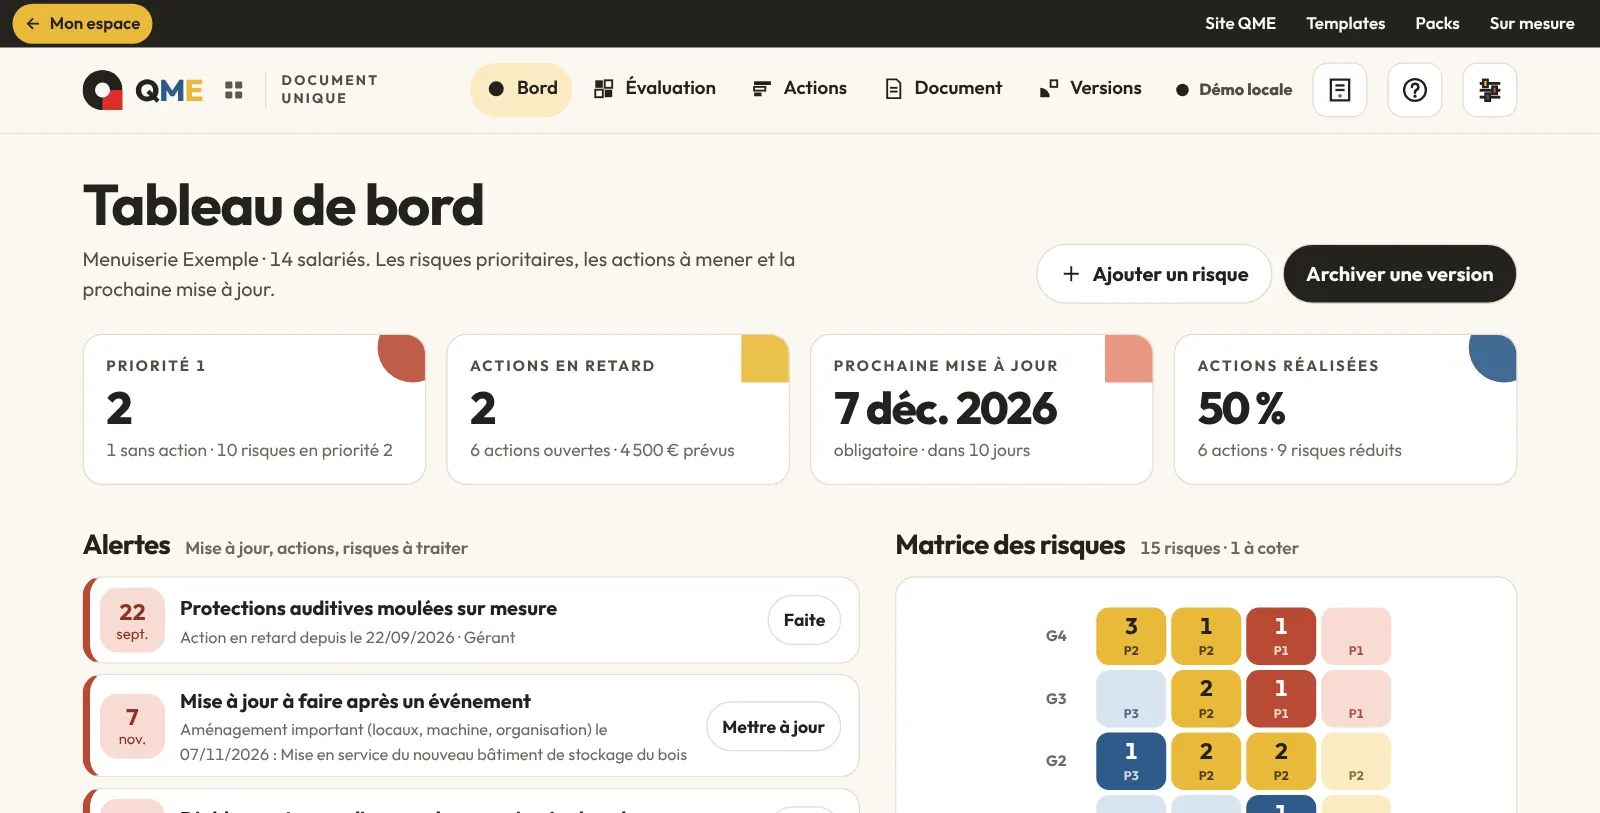 ← Mon espace
Site QME
Templates
Packs
Sur mesure
QME
DOCUMENT
UNIQUE
Bord
Évaluation
Actions
Document
Versions
Démo locale
Tableau de bord
Menuiserie Exemple · 14 salariés. Les risques prioritaires, les actions à mener et la
prochaine mise à jour.
+ Ajouter un risque
Archiver une version
PRIORITÉ 1
2
1 sans action · 10 risques en priorité 2
ACTIONS EN RETARD
2
6 actions ouvertes · 4 500 € prévus
PROCHAINE MISE À JOUR
7 déc. 2026
obligatoire · dans 10 jours
ACTIONS RÉALISÉES
50 %
6 actions · 9 risques réduits
Alertes Mise à jour, actions, risques à traiter
22
sept.
Protections auditives moulées sur mesure
Action en retard depuis le 22/09/2026 · Gérant
Faite
7
nov.
Mise à jour à faire après un événement
Aménagement important (locaux, machine, organisation) le
07/11/2026 : Mise en service du nouveau bâtiment de stockage du bois
Mettre à jour
Matrice des risques 15 risques · 1 à coter
G4
3 P2
1 P2
1 P1
P1
G3
P3
2 P2
1 P1
P1
G2
1 P3
2 P2
2 P2
P2
1